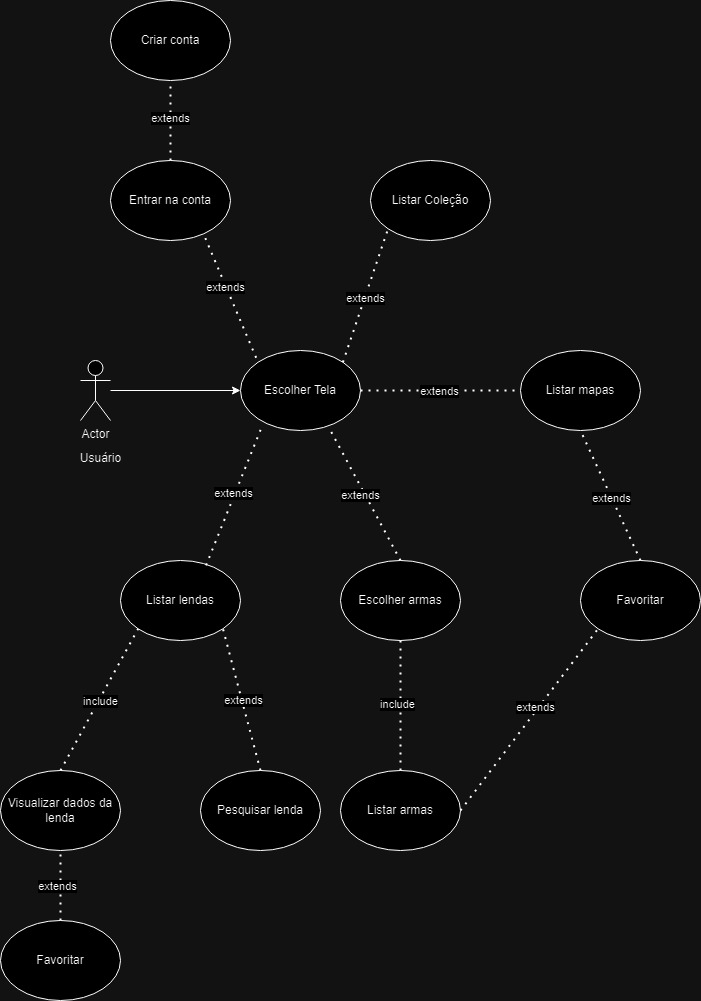 Criar conta
extends
Entrar na conta
Listar Coleção
extends
extends
Escolher Tela
extends
Listar mapas
Actor
Usuário
extends
extends
extends
Listar lendas
Escolher armas
Favoritar
include
extends
include
extends
Visualizar dados da
lenda
Pesquisar lenda
Listar armas
extends
Favoritar